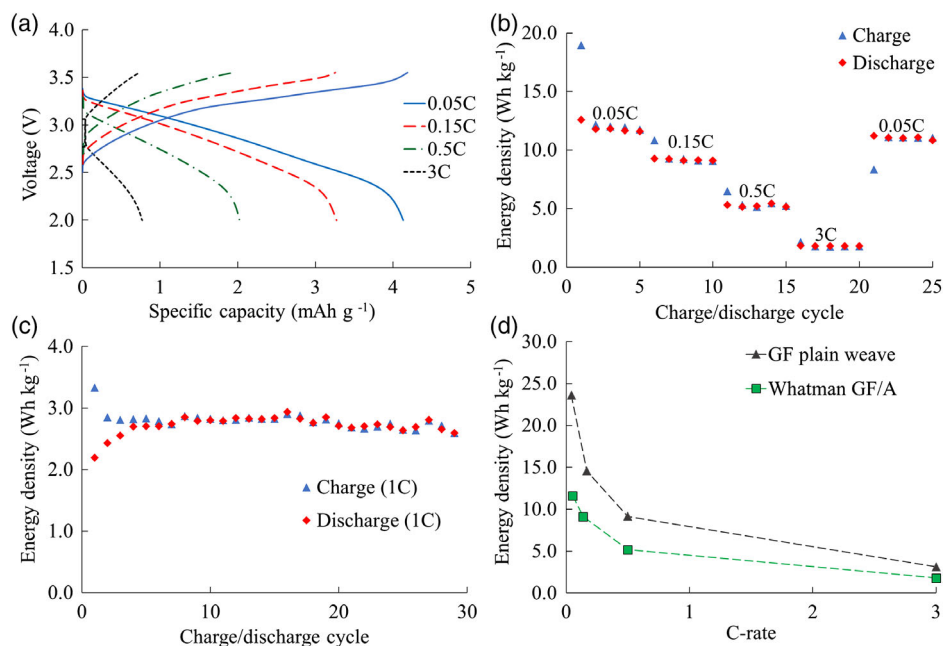 (a)
4.0
3.5
3.0
2.5
2.0
1.5
Voltage (V)
0.05C
0.15C
0.5C
3C
0
1
2
3
4
5
Specific capacity (mAh g⁻¹)
(b)
20.0
15.0
10.0
5.0
0.0
Energy density (Wh kg⁻¹)
Charge
Discharge
0.05C
0.15C
0.5C
3C
0.05C
0
5
10
15
20
25
Charge/discharge cycle
(c)
4.0
3.0
2.0
1.0
0.0
Energy density (Wh kg⁻¹)
Charge (1C)
Discharge (1C)
0
10
20
30
Charge/discharge cycle
(d)
30.0
25.0
20.0
15.0
10.0
5.0
0.0
Energy density (Wh kg⁻¹)
GF plain weave
Whatman GF/A
0
1
2
3
C-rate